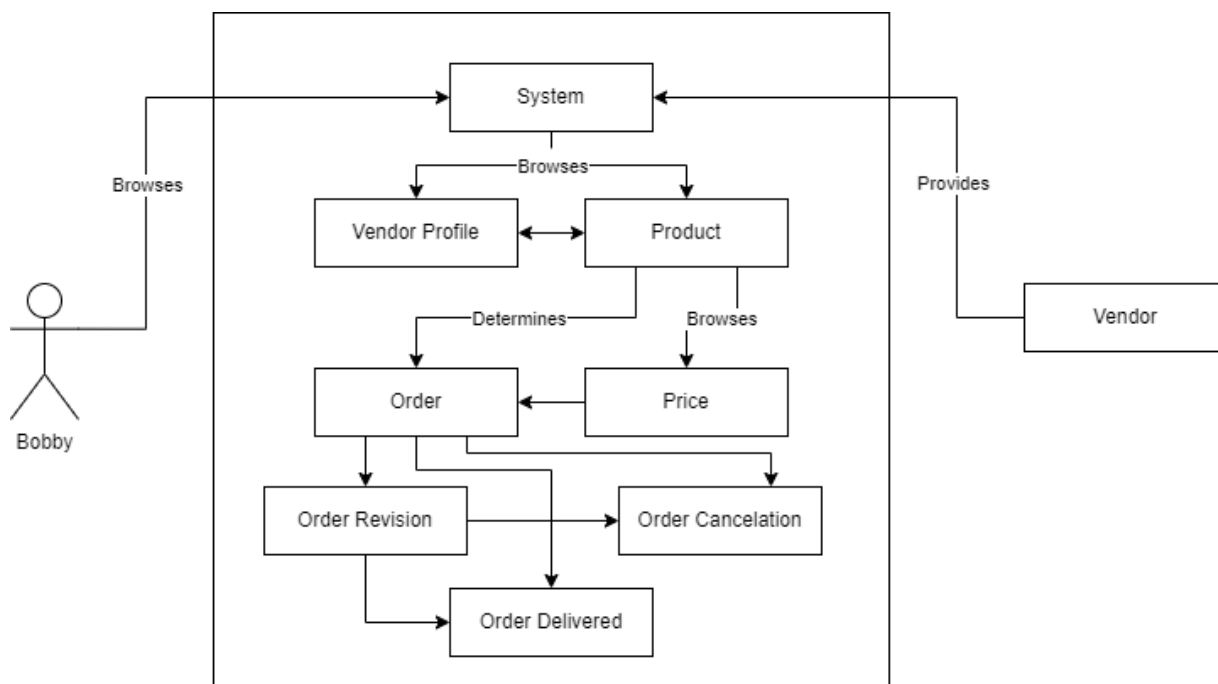 System
Browses
Browses
Provides
Vendor Profile
Product
Determines
Browses
Vendor
Order
Price
Bobby
Order Revision
Order Cancelation
Order Delivered